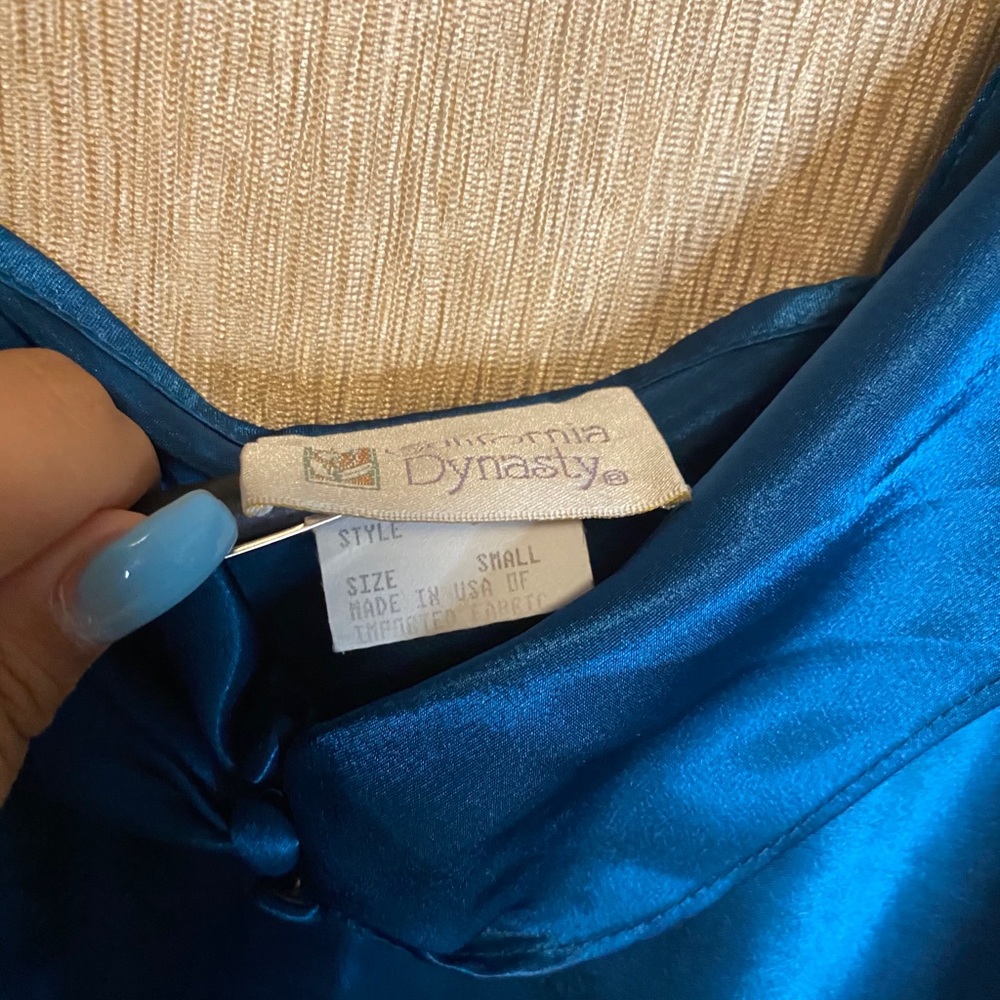 California
Dynasty®
STYLE
SIZE SMALL
MADE IN USA OF
IMPORTED FABRIC